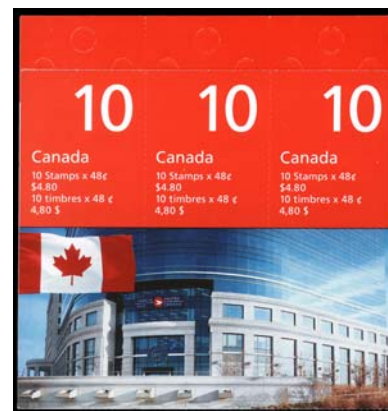 10 10 10
Canada Canada Canada
10 Stamps x 48¢ 10 Stamps x 48¢ 10 Stamps x 48¢
$4.80 $4.80 $4.80
10 timbres x 48 ¢ 10 timbres x 48 ¢ 10 timbres x 48 ¢
4,80 $ 4,80 $ 4,80 $